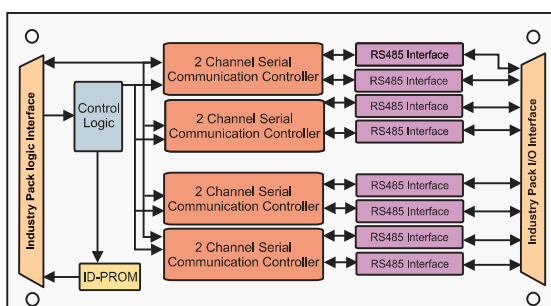 Industry Pack logic Interface
Control
Logic
ID-PROM
2 Channel Serial
Communication Controller
2 Channel Serial
Communication Controller
2 Channel Serial
Communication Controller
2 Channel Serial
Communication Controller
RS485 Interface
RS485 Interface
RS485 Interface
RS485 Interface
RS485 Interface
RS485 Interface
RS485 Interface
RS485 Interface
Industry Pack I/O Interface